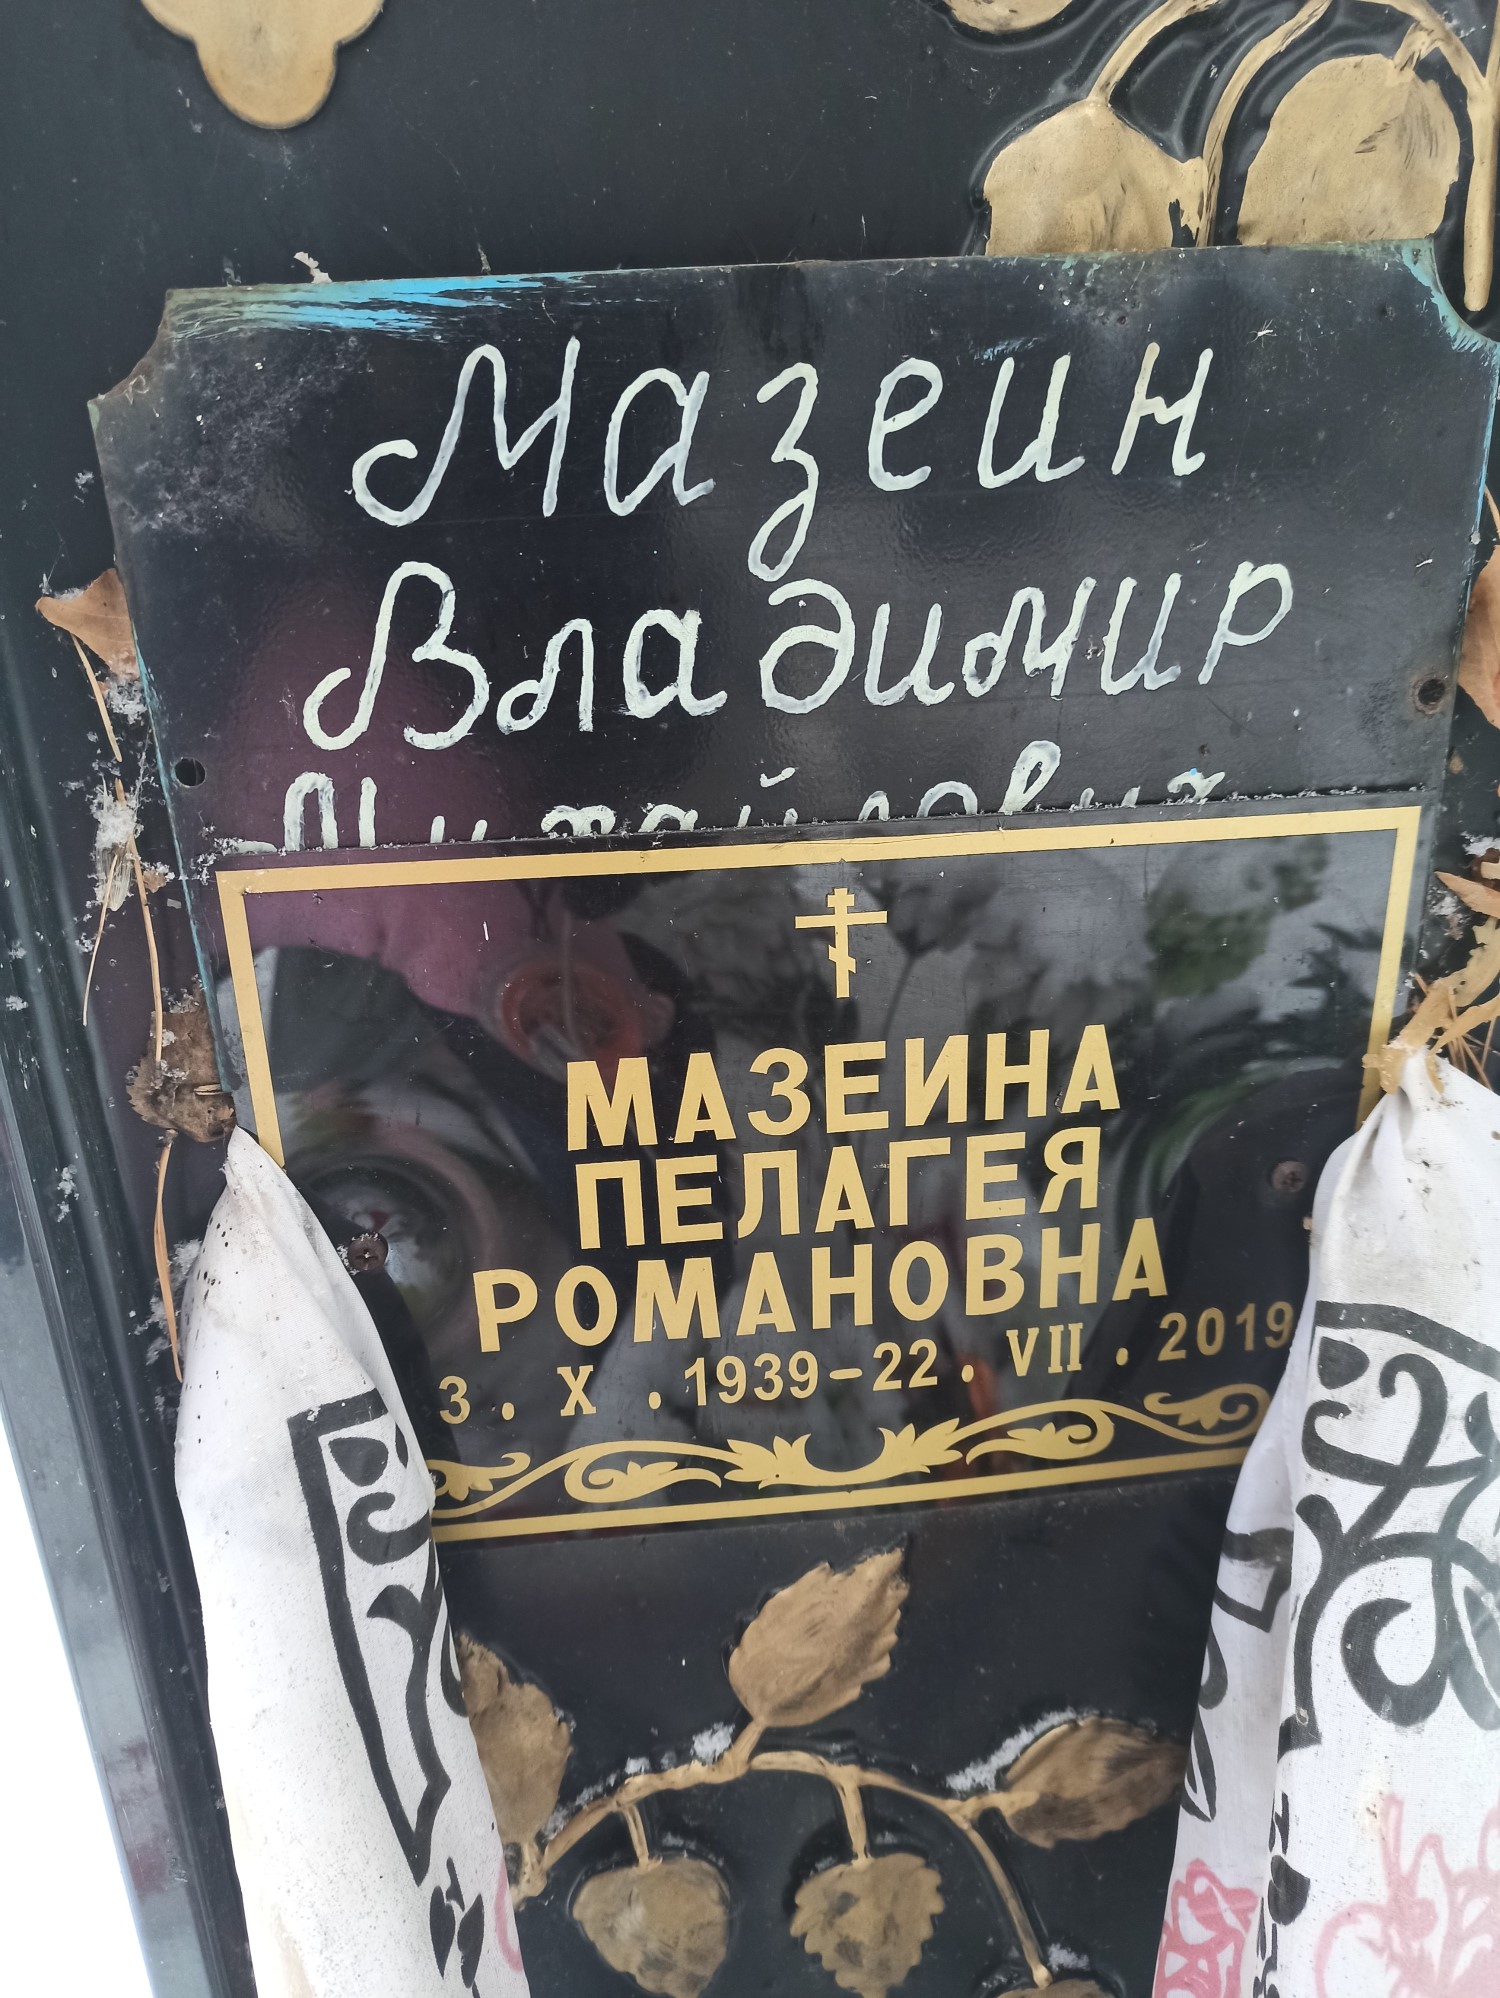 Мазеин
Владимир
МАЗЕИНА
ПЕЛАГЕЯ
РОМАНОВНА
3. X .1939-22. VII . 2019